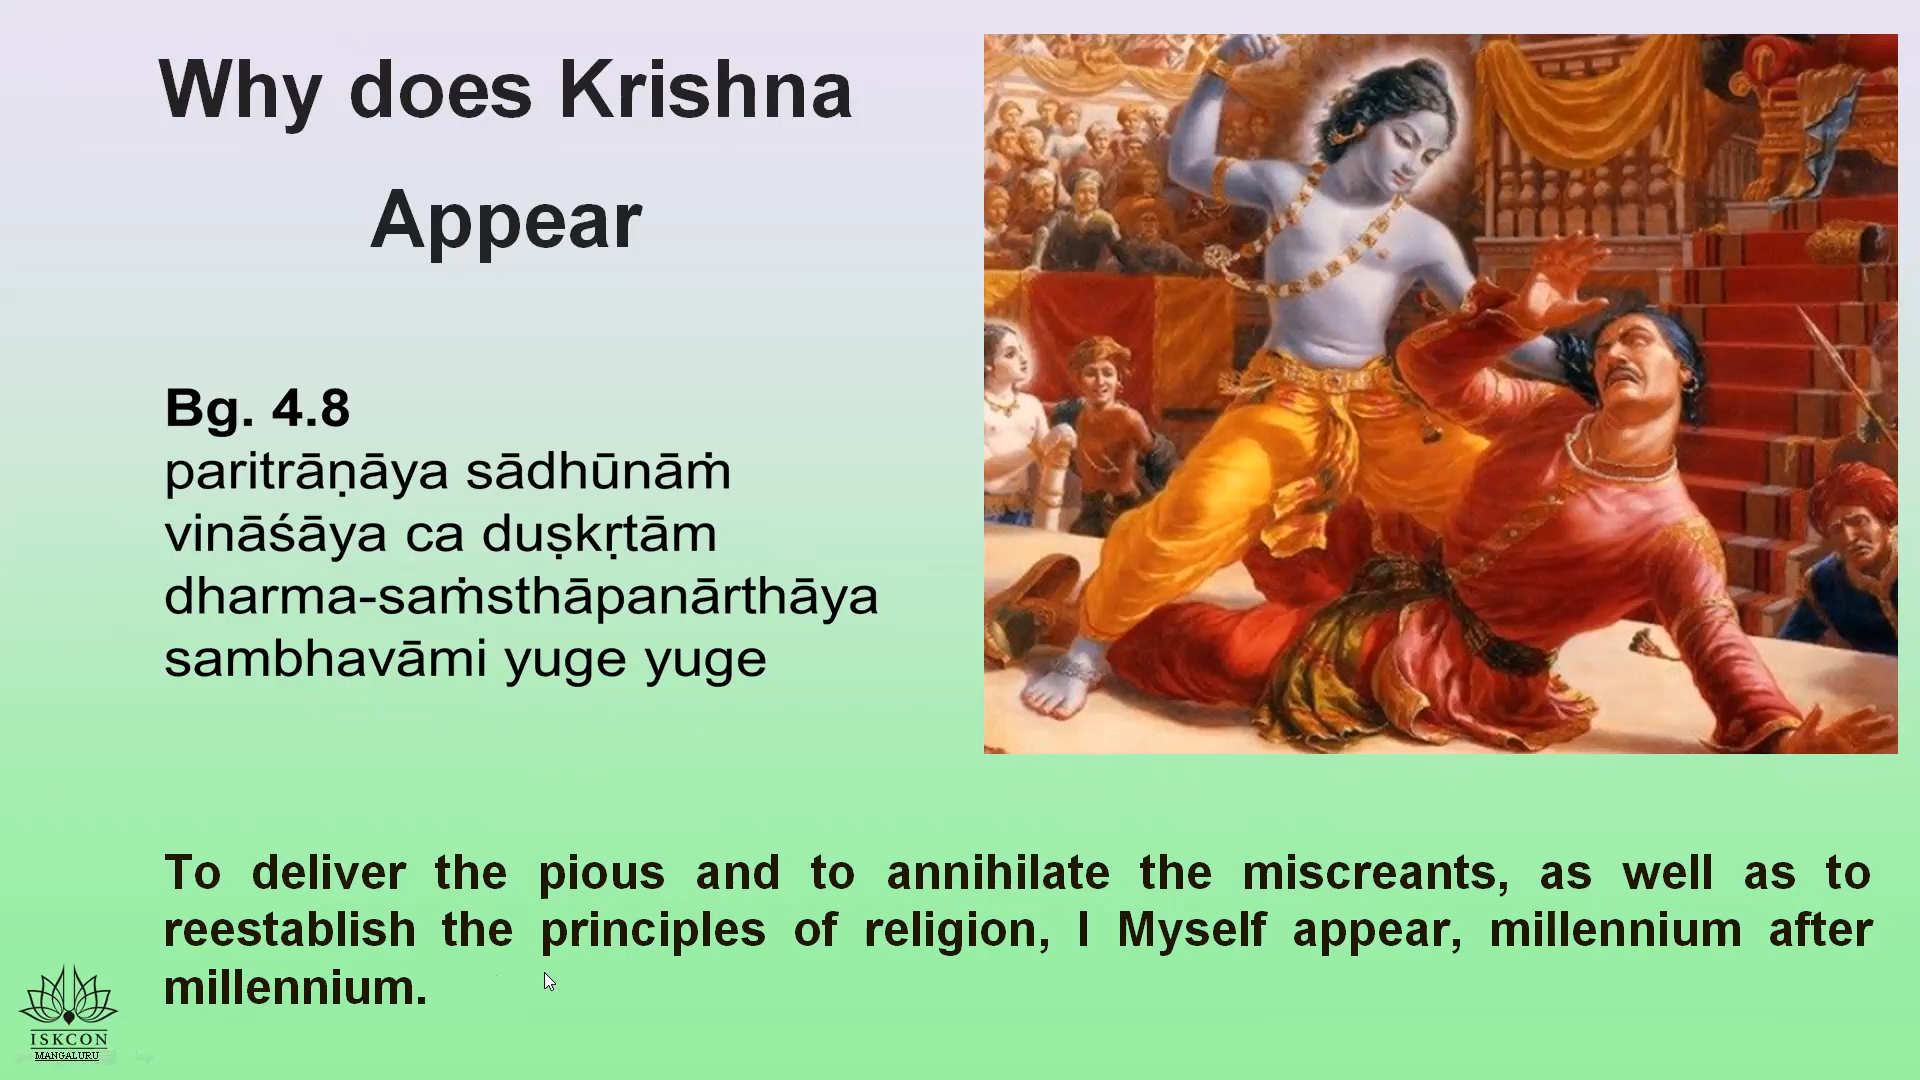 Why does Krishna
Appear
Bg. 4.8
paritrāṇāya sādhūnāṁ
vināśāya ca duṣkṛtām
dharma-saṁsthāpanārthāya
sambhavāmi yuge yuge
To deliver the pious and to annihilate the miscreants, as well as to
reestablish the principles of religion, I Myself appear, millennium after
millennium.
ISKCON
MANGALURU